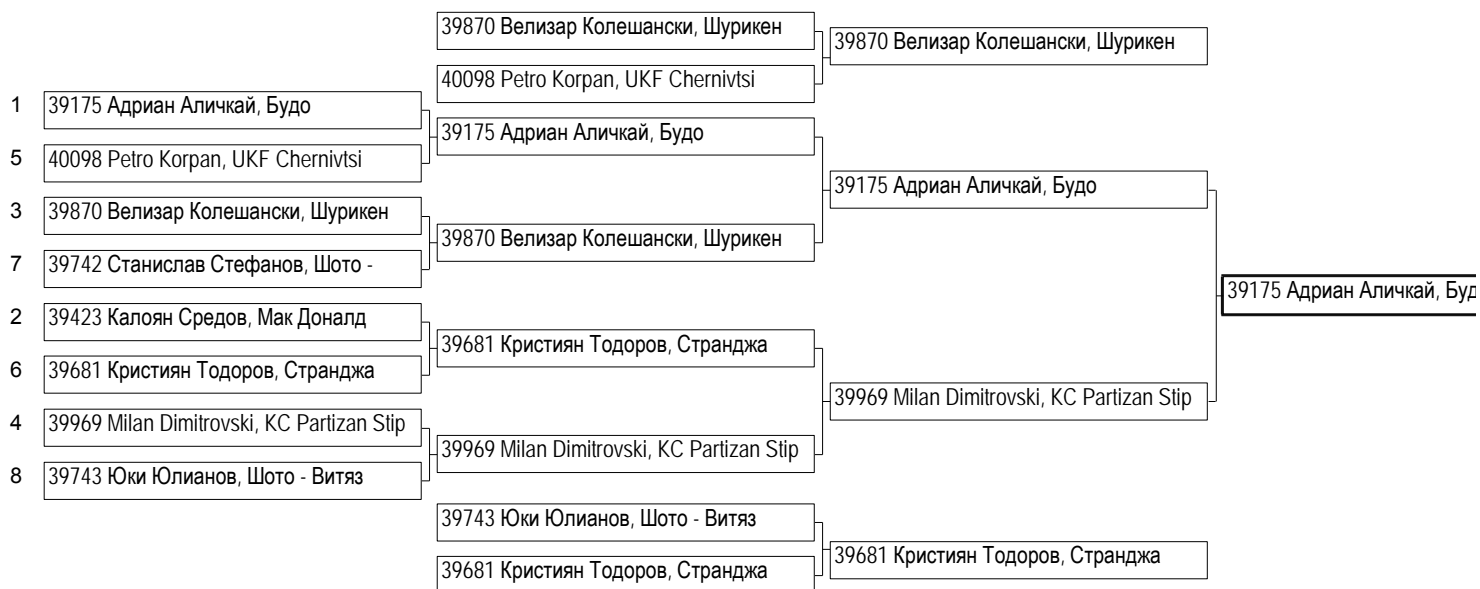 39870 Велизар Колешански, Шурикен
39870 Велизар Колешански, Шурикен
40098 Petro Korpan, UKF Chernivtsi
1 39175 Адриан Аличкай, Будо
39175 Адриан Аличкай, Будо
5 40098 Petro Korpan, UKF Chernivtsi
39175 Адриан Аличкай, Будо
3 39870 Велизар Колешански, Шурикен
39870 Велизар Колешански, Шурикен
7 39742 Станислав Стефанов, Шото -
39175 Адриан Аличкай, Буд
2 39423 Калоян Средов, Мак Доналд
39681 Кристиян Тодоров, Странджа
6 39681 Кристиян Тодоров, Странджа
39969 Milan Dimitrovski, KC Partizan Stip
4 39969 Milan Dimitrovski, KC Partizan Stip
39969 Milan Dimitrovski, KC Partizan Stip
8 39743 Юки Юлианов, Шото - Витяз
39743 Юки Юлианов, Шото - Витяз
39681 Кристиян Тодоров, Странджа
39681 Кристиян Тодоров, Странджа